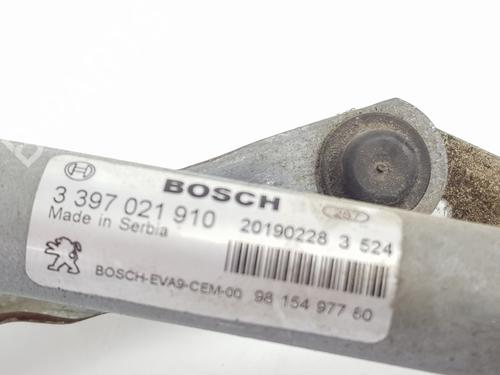 BOSCH
3 397 021 910
Made in Serbia
267
20190228 3 524
BOSCH-EVA9-CEM-00
98 154 977 80